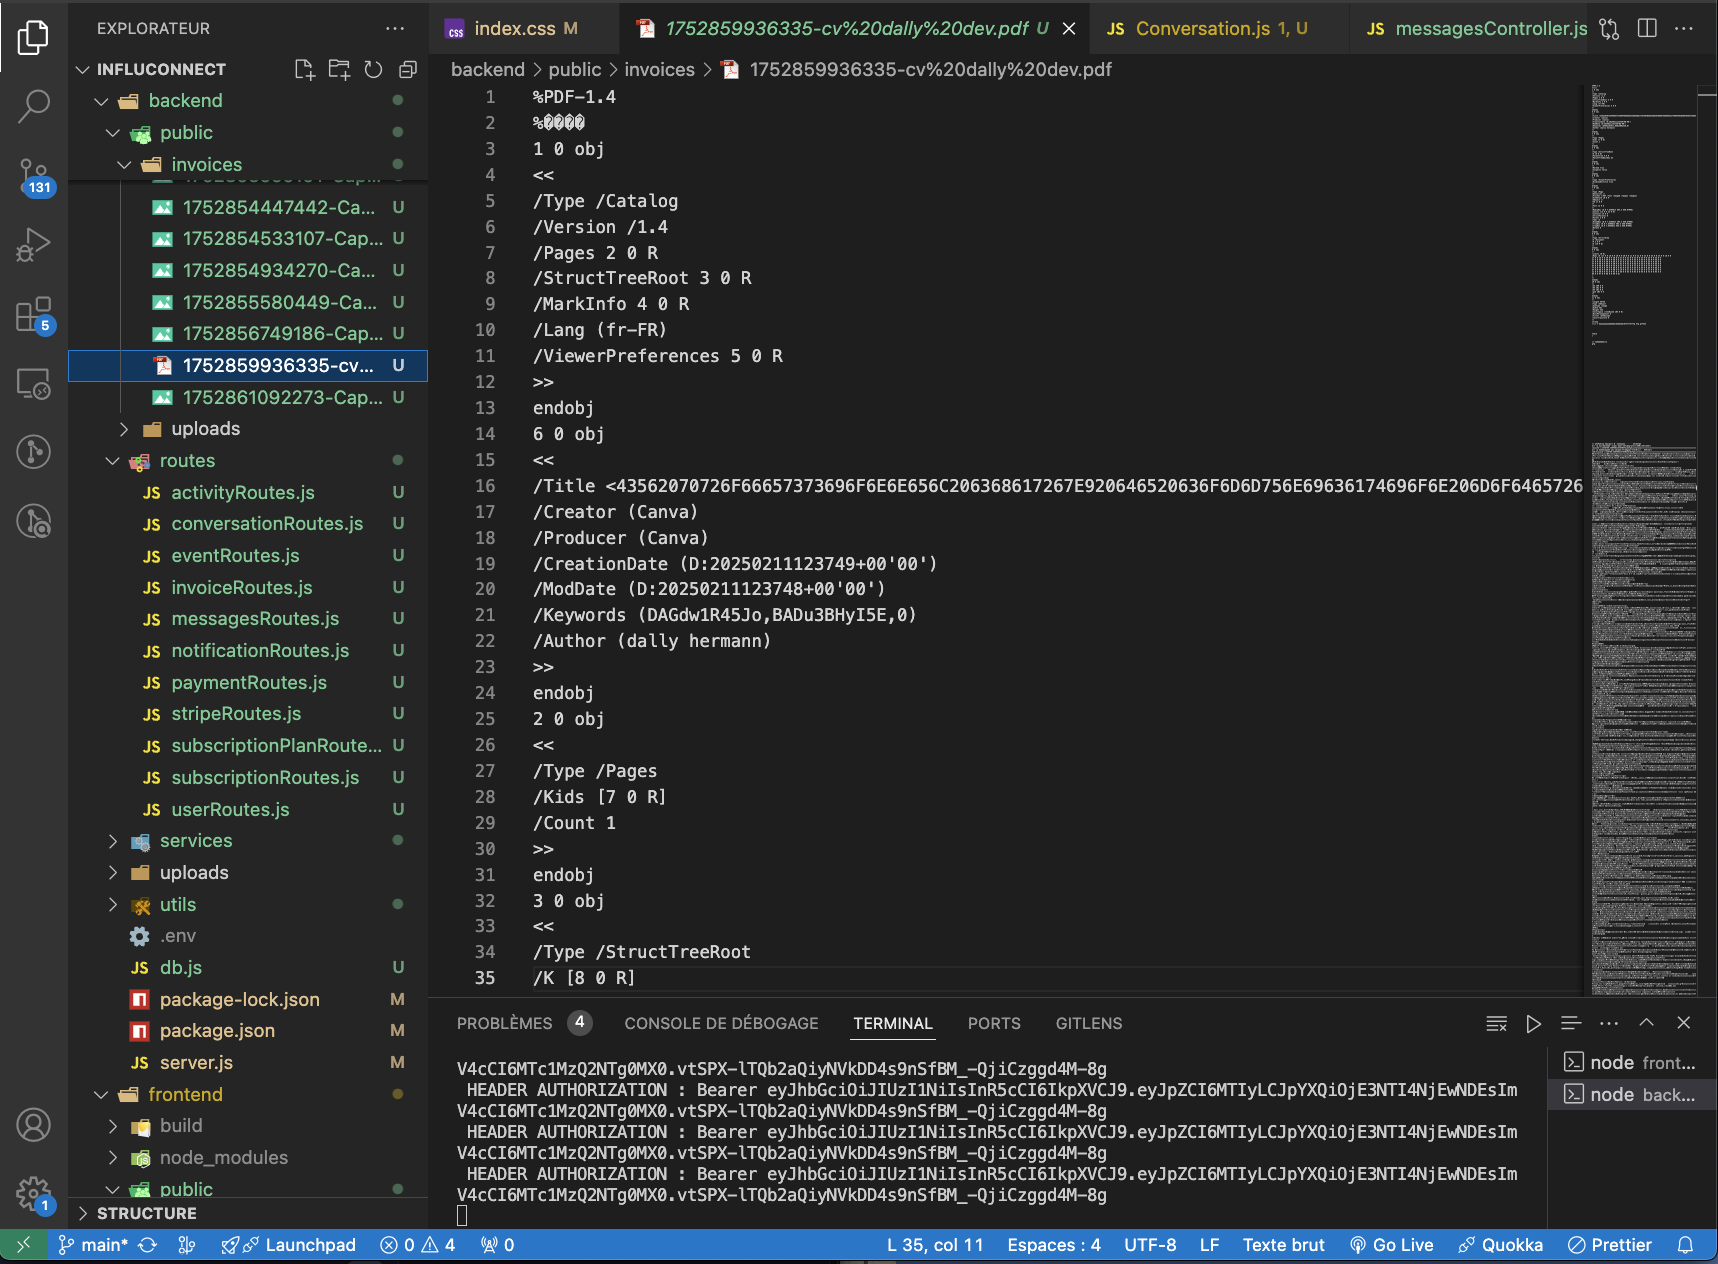 EXPLORATEUR
INFLUCONNECT
backend
public
invoices
1752854447442-Ca... U
1752854533107-Cap... U
1752854934270-Ca... U
1752855580449-Ca... U
1752856749186-Cap... U
1752859936335-cv... U
1752861092273-Cap... U
uploads
routes
JS activityRoutes.js U
JS conversationRoutes.js U
JS eventRoutes.js U
JS invoiceRoutes.js U
JS messagesRoutes.js U
JS notificationRoutes.js U
JS paymentRoutes.js U
JS stripeRoutes.js U
JS subscriptionPlanRoute... U
JS subscriptionRoutes.js U
JS userRoutes.js U
services
uploads
utils
.env
JS db.js U
package-lock.json M
package.json M
JS server.js M
frontend
build
node_modules
public
STRUCTURE
131
5
1
index.css M
1752859936335-cv%20dally%20dev.pdf U
JS Conversation.js 1, U
JS messagesController.js
backend > public > invoices > 1752859936335-cv%20dally%20dev.pdf
1 %PDF-1.4
2 %����
3 1 0 obj
4 <<
5 /Type /Catalog
6 /Version /1.4
7 /Pages 2 0 R
8 /StructTreeRoot 3 0 R
9 /MarkInfo 4 0 R
10 /Lang (fr-FR)
11 /ViewerPreferences 5 0 R
12 >>
13 endobj
14 6 0 obj
15 <<
16 /Title <43562070726F66657373696F6E6E656C206368617267E920646520636F6D6D756E69636174696F6E206D6F6465726
17 /Creator (Canva)
18 /Producer (Canva)
19 /CreationDate (D:20250211123749+00'00')
20 /ModDate (D:20250211123748+00'00')
21 /Keywords (DAGdw1R45Jo,BADu3BHyI5E,0)
22 /Author (dally hermann)
23 >>
24 endobj
25 2 0 obj
26 <<
27 /Type /Pages
28 /Kids [7 0 R]
29 /Count 1
30 >>
31 endobj
32 3 0 obj
33 <<
34 /Type /StructTreeRoot
35 /K [8 0 R]
PROBLÈMES 4 CONSOLE DE DÉBOGAGE TERMINAL PORTS GITLENS
V4cCI6MTc1MzQ2NTg0MX0.vtSPX-lTQb2aQiyNVkDD4s9nSfBM_-QjiCzggd4M-8g
HEADER AUTHORIZATION : Bearer eyJhbGciOiJIUzI1NiIsInR5cCI6IkpXVCJ9.eyJpZCI6MTIyLCJpYXQiOjE3NTI4NjEwNDEsIm
V4cCI6MTc1MzQ2NTg0MX0.vtSPX-lTQb2aQiyNVkDD4s9nSfBM_-QjiCzggd4M-8g
HEADER AUTHORIZATION : Bearer eyJhbGciOiJIUzI1NiIsInR5cCI6IkpXVCJ9.eyJpZCI6MTIyLCJpYXQiOjE3NTI4NjEwNDEsIm
V4cCI6MTc1MzQ2NTg0MX0.vtSPX-lTQb2aQiyNVkDD4s9nSfBM_-QjiCzggd4M-8g
HEADER AUTHORIZATION : Bearer eyJhbGciOiJIUzI1NiIsInR5cCI6IkpXVCJ9.eyJpZCI6MTIyLCJpYXQiOjE3NTI4NjEwNDEsIm
V4cCI6MTc1MzQ2NTg0MX0.vtSPX-lTQb2aQiyNVkDD4s9nSfBM_-QjiCzggd4M-8g
node front...
node back...
main* Launchpad 0 4 0 L 35, col 11 Espaces : 4 UTF-8 LF Texte brut Go Live Quokka Prettier